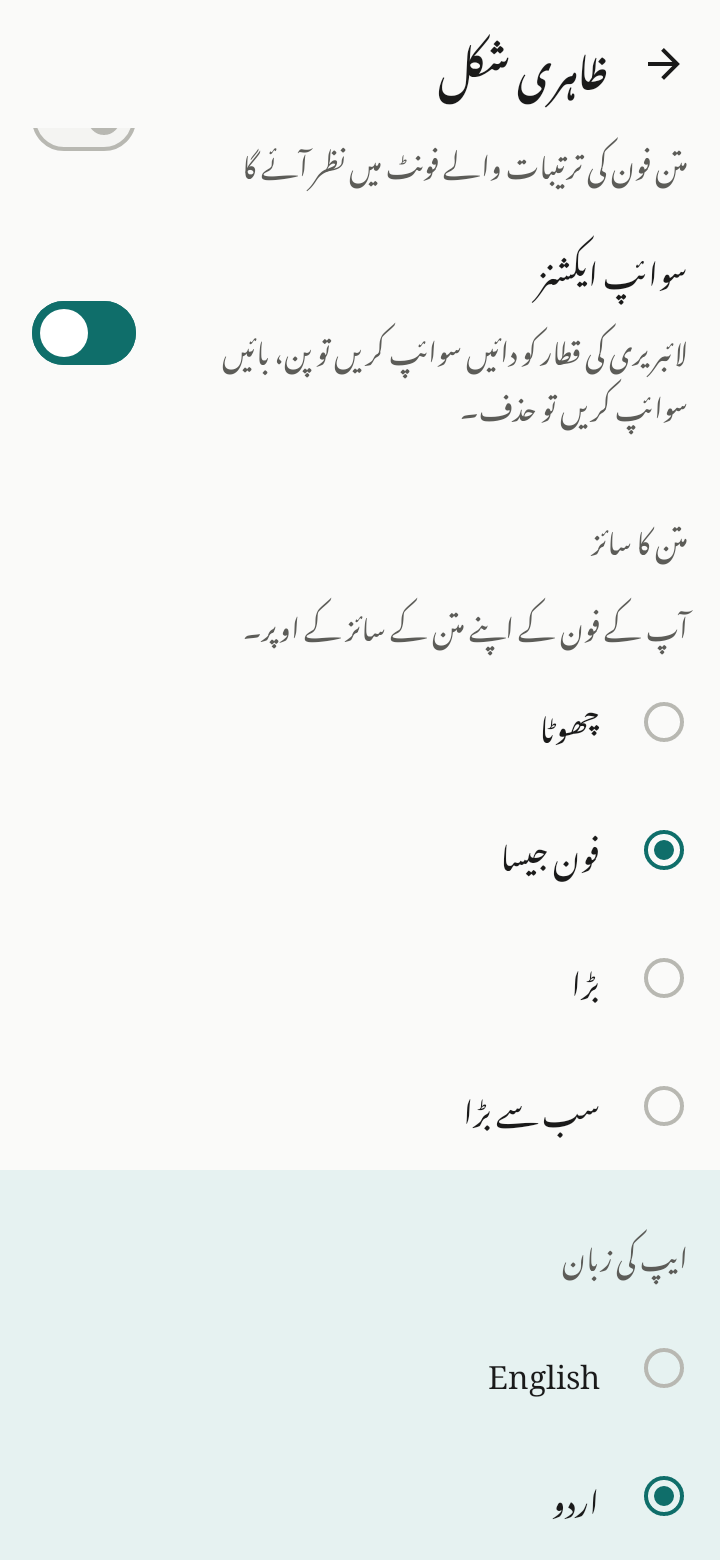 ظاہری شکل
متن فون کی ترتیبات والے فونٹ میں نظر آئے گا
سوائپ ایکشنز
لائبریری کی قطار کو دائیں سوائپ کریں تو پن، بائیں
سوائپ کریں تو حذف۔
متن کا سائز
آپ کے فون کے اپنے متن کے سائز کے اوپر۔
چھوٹا
فون جیسا
بڑا
سب سے بڑا
ایپ کی زبان
English
اردو